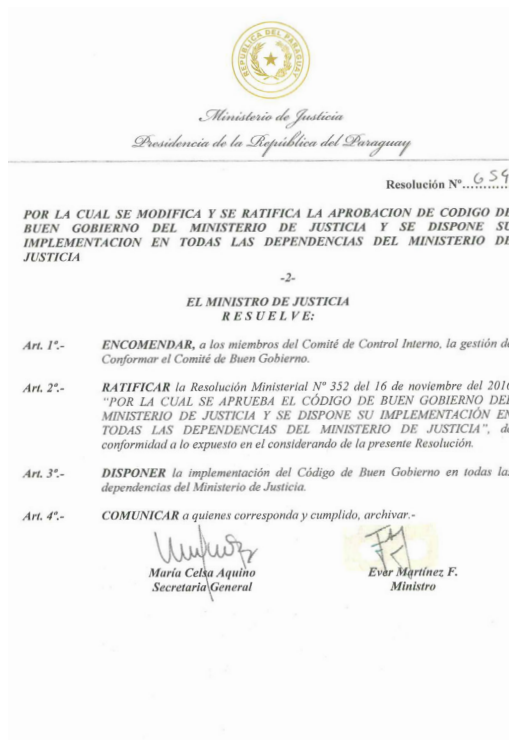 REPUBLICA DEL PARAGUAY
Ministerio de Justicia
Presidencia de la República del Paraguay
Resolución Nº...659...
POR LA CUAL SE MODIFICA Y SE RATIFICA LA APROBACION DE CODIGO DE
BUEN GOBIERNO DEL MINISTERIO DE JUSTICIA Y SE DISPONE SU
IMPLEMENTACION EN TODAS LAS DEPENDENCIAS DEL MINISTERIO DE
JUSTICIA
-2-
EL MINISTRO DE JUSTICIA
R E S U E L V E:
Art. 1º.- ENCOMENDAR, a los miembros del Comité de Control Interno, la gestión de
Conformar el Comité de Buen Gobierno.
Art. 2º.- RATIFICAR la Resolución Ministerial Nº 352 del 16 de noviembre del 2016
"POR LA CUAL SE APRUEBA EL CÓDIGO DE BUEN GOBIERNO DEL
MINISTERIO DE JUSTICIA Y SE DISPONE SU IMPLEMENTACIÓN EN
TODAS LAS DEPENDENCIAS DEL MINISTERIO DE JUSTICIA", de
conformidad a lo expuesto en el considerando de la presente Resolución.
Art. 3º.- DISPONER la implementación del Código de Buen Gobierno en todas las
dependencias del Ministerio de Justicia.
Art. 4º.- COMUNICAR a quienes corresponda y cumplido, archivar.-
María Celsa Aquino
Secretaria General
Ever Martínez F.
Ministro